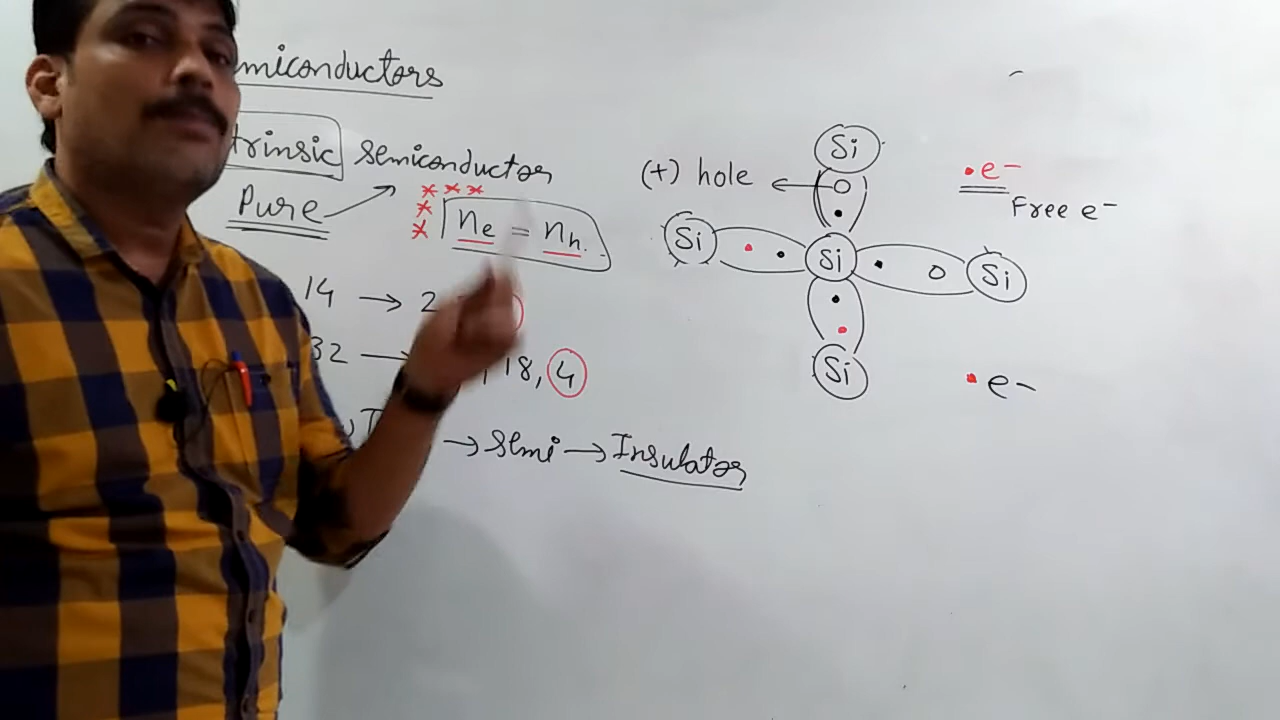 miconductors
trinsic semiconductor
Pure
nₑ = nₕ
14 → 2
32 → 18, 4
→ semi → Insulator
(+) hole ←
Si
Si Si Si
Si
• e⁻
Free e⁻
• e⁻